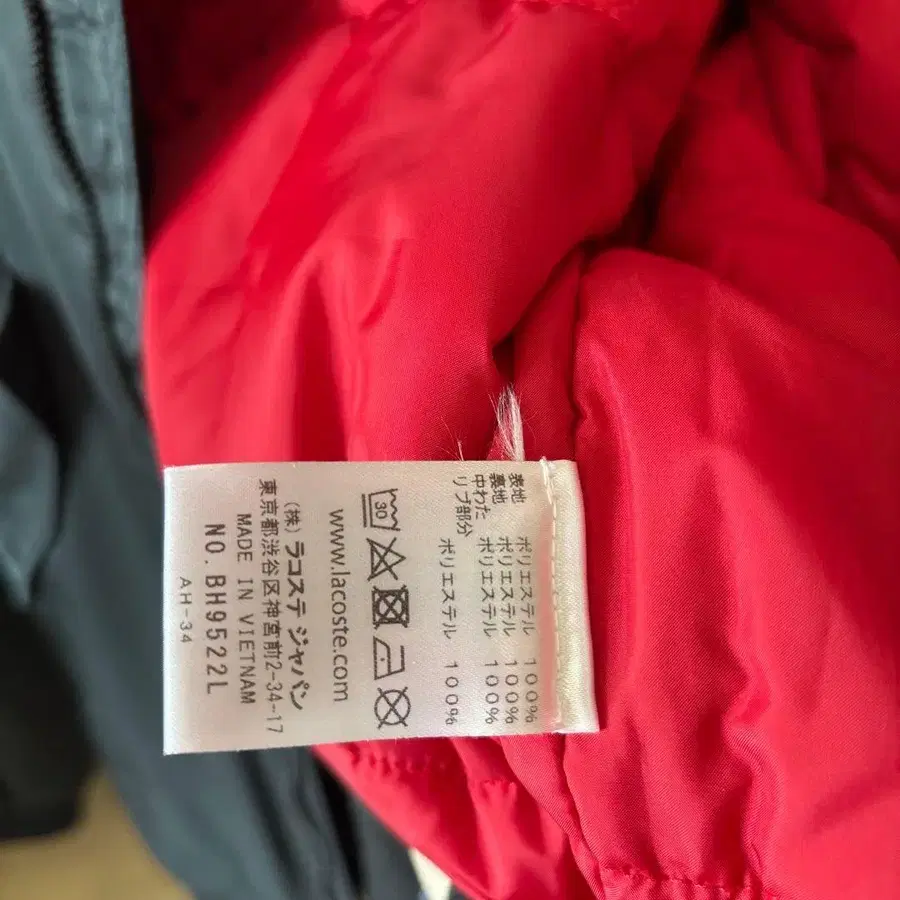 表地 ポリエステル 100%
裏地 ポリエステル 100%
中わた ポリエステル 100%
リブ部分 ポリエステル 100%
30
www.lacoste.com
(株) ラコステ ジャパン
東京都渋谷区神宮前2-34-17
MADE IN VIETNAM
NO. BH9522L
AH-34